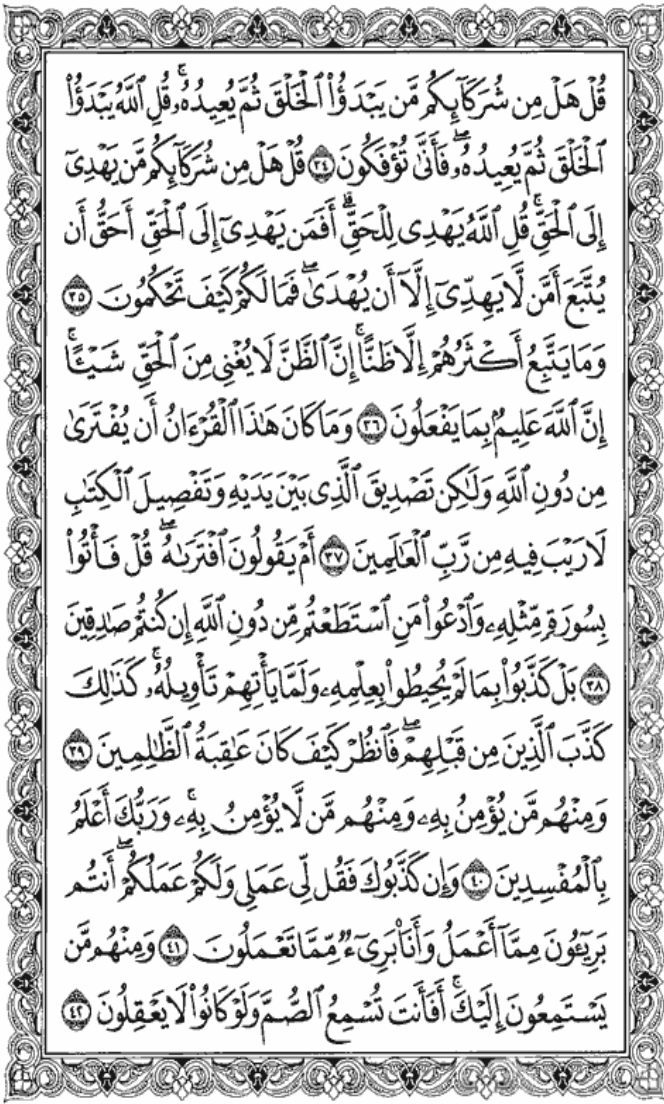 قُلْ هَلْ مِن شُرَكَآئِكُم مَّن يَبْدَؤُا۟ ٱلْخَلْقَ ثُمَّ يُعِيدُهُۥ ۚ قُلِ ٱللَّهُ يَبْدَؤُا۟
ٱلْخَلْقَ ثُمَّ يُعِيدُهُۥ ۖ فَأَنَّىٰ تُؤْفَكُونَ ٣٤ قُلْ هَلْ مِن شُرَكَآئِكُم مَّن يَهْدِىٓ
إِلَى ٱلْحَقِّ ۚ قُلِ ٱللَّهُ يَهْدِى لِلْحَقِّ ۗ أَفَمَن يَهْدِىٓ إِلَى ٱلْحَقِّ أَحَقُّ أَن
يُتَّبَعَ أَمَّن لَّا يَهِدِّىٓ إِلَّآ أَن يُهْدَىٰ ۖ فَمَا لَكُمْ كَيْفَ تَحْكُمُونَ ٣٥
وَمَا يَتَّبِعُ أَكْثَرُهُمْ إِلَّا ظَنًّا ۚ إِنَّ ٱلظَّنَّ لَا يُغْنِى مِنَ ٱلْحَقِّ شَيْـًٔا ۚ
إِنَّ ٱللَّهَ عَلِيمٌۢ بِمَا يَفْعَلُونَ ٣٦ وَمَا كَانَ هَـٰذَا ٱلْقُرْءَانُ أَن يُفْتَرَىٰ
مِن دُونِ ٱللَّهِ وَلَـٰكِن تَصْدِيقَ ٱلَّذِى بَيْنَ يَدَيْهِ وَتَفْصِيلَ ٱلْكِتَـٰبِ
لَا رَيْبَ فِيهِ مِن رَّبِّ ٱلْعَـٰلَمِينَ ٣٧ أَمْ يَقُولُونَ ٱفْتَرَىٰهُ ۖ قُلْ فَأْتُوا۟
بِسُورَةٍ مِّثْلِهِۦ وَٱدْعُوا۟ مَنِ ٱسْتَطَعْتُم مِّن دُونِ ٱللَّهِ إِن كُنتُمْ صَـٰدِقِينَ
٣٨ بَلْ كَذَّبُوا۟ بِمَا لَمْ يُحِيطُوا۟ بِعِلْمِهِۦ وَلَمَّا يَأْتِهِمْ تَأْوِيلُهُۥ ۚ كَذَٰلِكَ
كَذَّبَ ٱلَّذِينَ مِن قَبْلِهِمْ ۖ فَٱنظُرْ كَيْفَ كَانَ عَـٰقِبَةُ ٱلظَّـٰلِمِينَ ٣٩
وَمِنْهُم مَّن يُؤْمِنُ بِهِۦ وَمِنْهُم مَّن لَّا يُؤْمِنُ بِهِۦ ۚ وَرَبُّكَ أَعْلَمُ
بِٱلْمُفْسِدِينَ ٤٠ وَإِن كَذَّبُوكَ فَقُل لِّى عَمَلِى وَلَكُمْ عَمَلُكُمْ ۖ أَنتُم
بَرِيٓـُٔونَ مِمَّآ أَعْمَلُ وَأَنَا۠ بَرِىٓءٌ مِّمَّا تَعْمَلُونَ ٤١ وَمِنْهُم مَّن
يَسْتَمِعُونَ إِلَيْكَ ۚ أَفَأَنتَ تُسْمِعُ ٱلصُّمَّ وَلَوْ كَانُوا۟ لَا يَعْقِلُونَ ٤٢